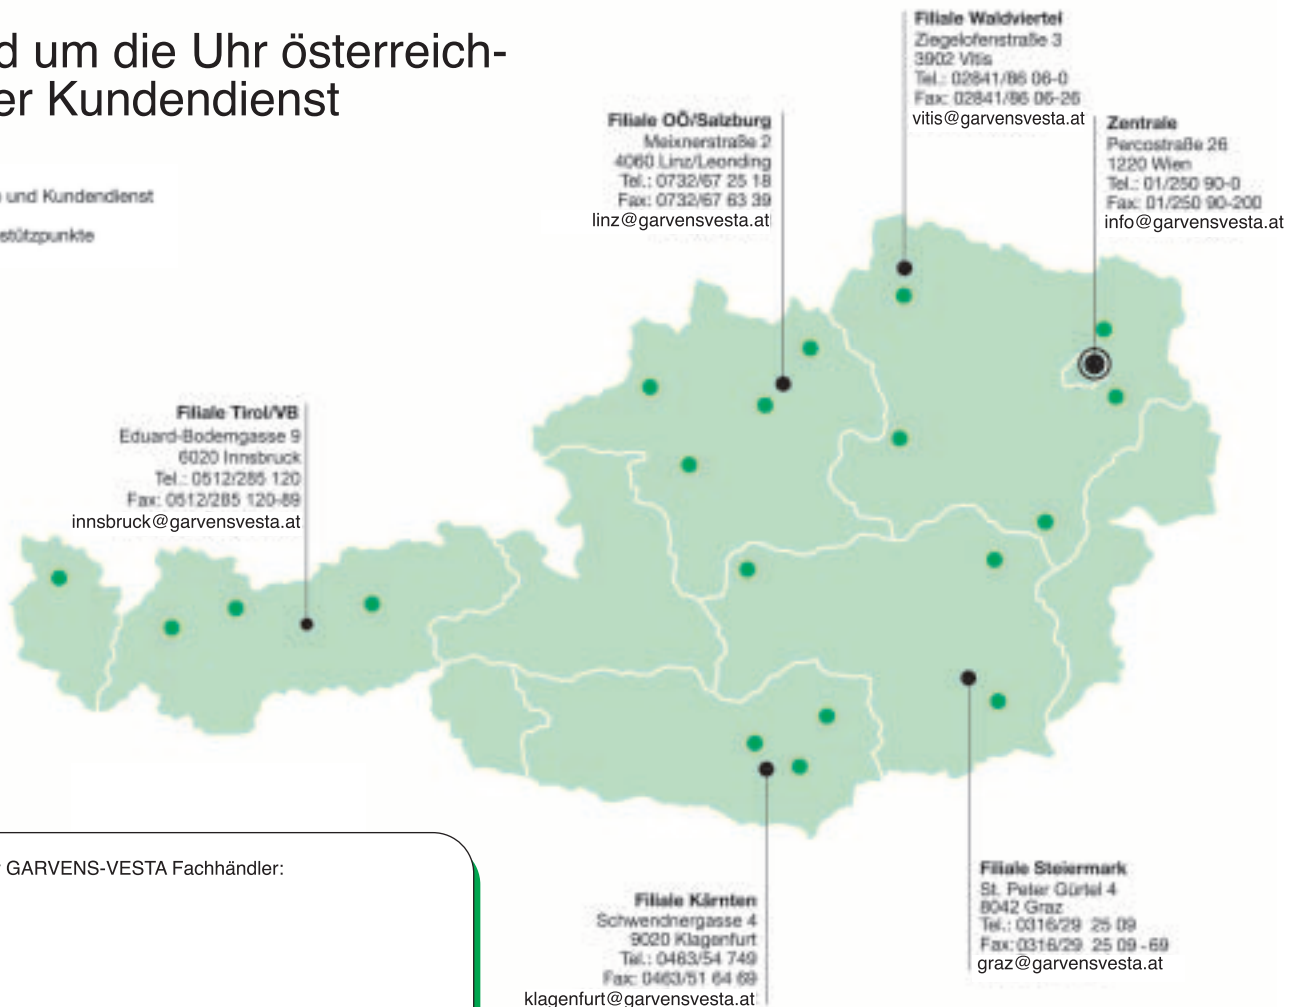 d um die Uhr österreich-
er Kundendienst
und Kundendienst
stützpunkte
Filiale Waldviertel
Ziegelofenstraße 3
3902 Vitis
Tel.: 02841/86 06-0
Fax: 02841/86 06-26
vitis@garvensvesta.at
Filiale OÖ/Salzburg
Meixnerstraße 2
4060 Linz/Leonding
Tel.: 0732/67 25 18
Fax: 0732/67 63 39
linz@garvensvesta.at
Zentrale
Percostraße 26
1220 Wien
Tel.: 01/250 90-0
Fax: 01/250 90-200
info@garvensvesta.at
Filiale Tirol/VB
Eduard-Bodemgasse 9
6020 Innsbruck
Tel.: 0512/285 120
Fax: 0512/285 120-89
innsbruck@garvensvesta.at
GARVENS-VESTA Fachhändler:
Filiale Kärnten
Schwendnergasse 4
9020 Klagenfurt
Tel.: 0463/54 749
Fax: 0463/51 64 69
klagenfurt@garvensvesta.at
Filiale Steiermark
St. Peter Gürtel 4
8042 Graz
Tel.: 0316/29 25 09
Fax: 0316/29 25 09-69
graz@garvensvesta.at